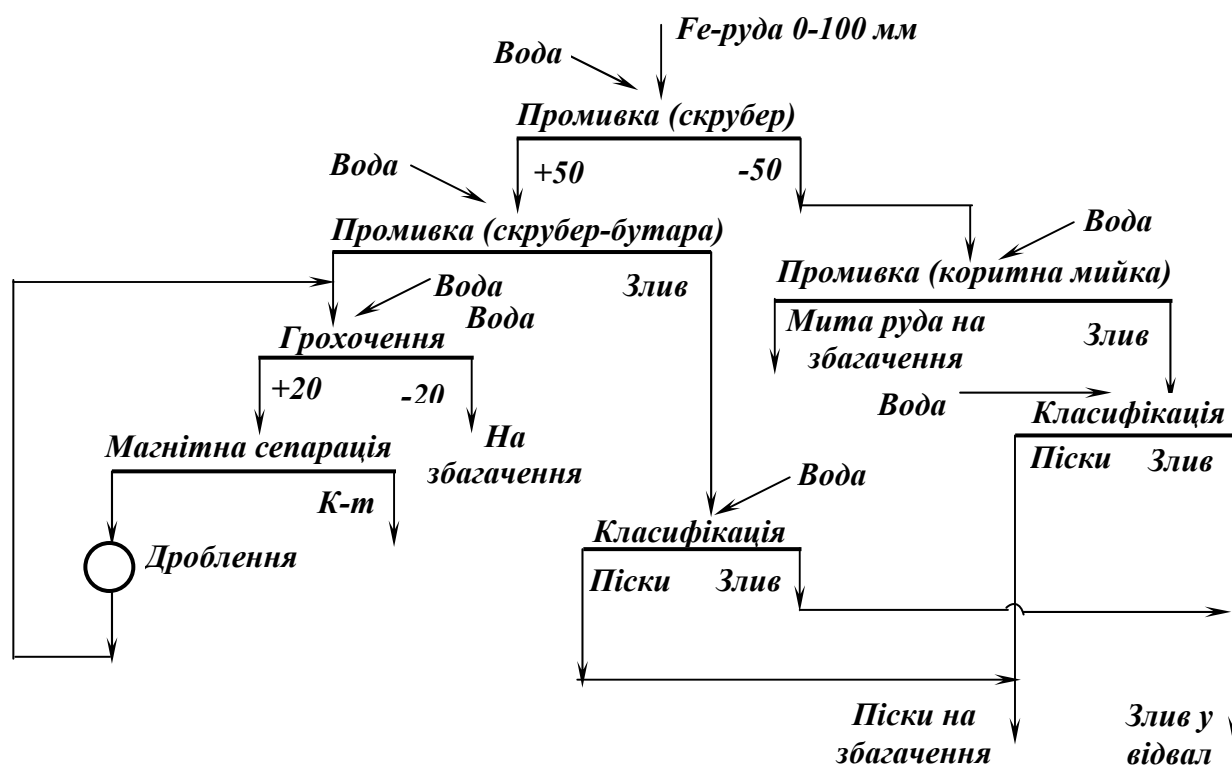 Fe-руда 0-100 мм
Вода
Промивка (скрубер)
Вода
+50
-50
Промивка (скрубер-бутара)
Вода
Промивка (коритна мийка)
Вода
Злив
Вода
Мита руда на
збагачення
Злив
Грохочення
+20
-20
Вода
Класифікація
Магнітна сепарація
На
збагачення
Піски
Злив
Вода
К-т
Класифікація
Дроблення
Піски
Злив
Піски на
збагачення
Злив у
відвал